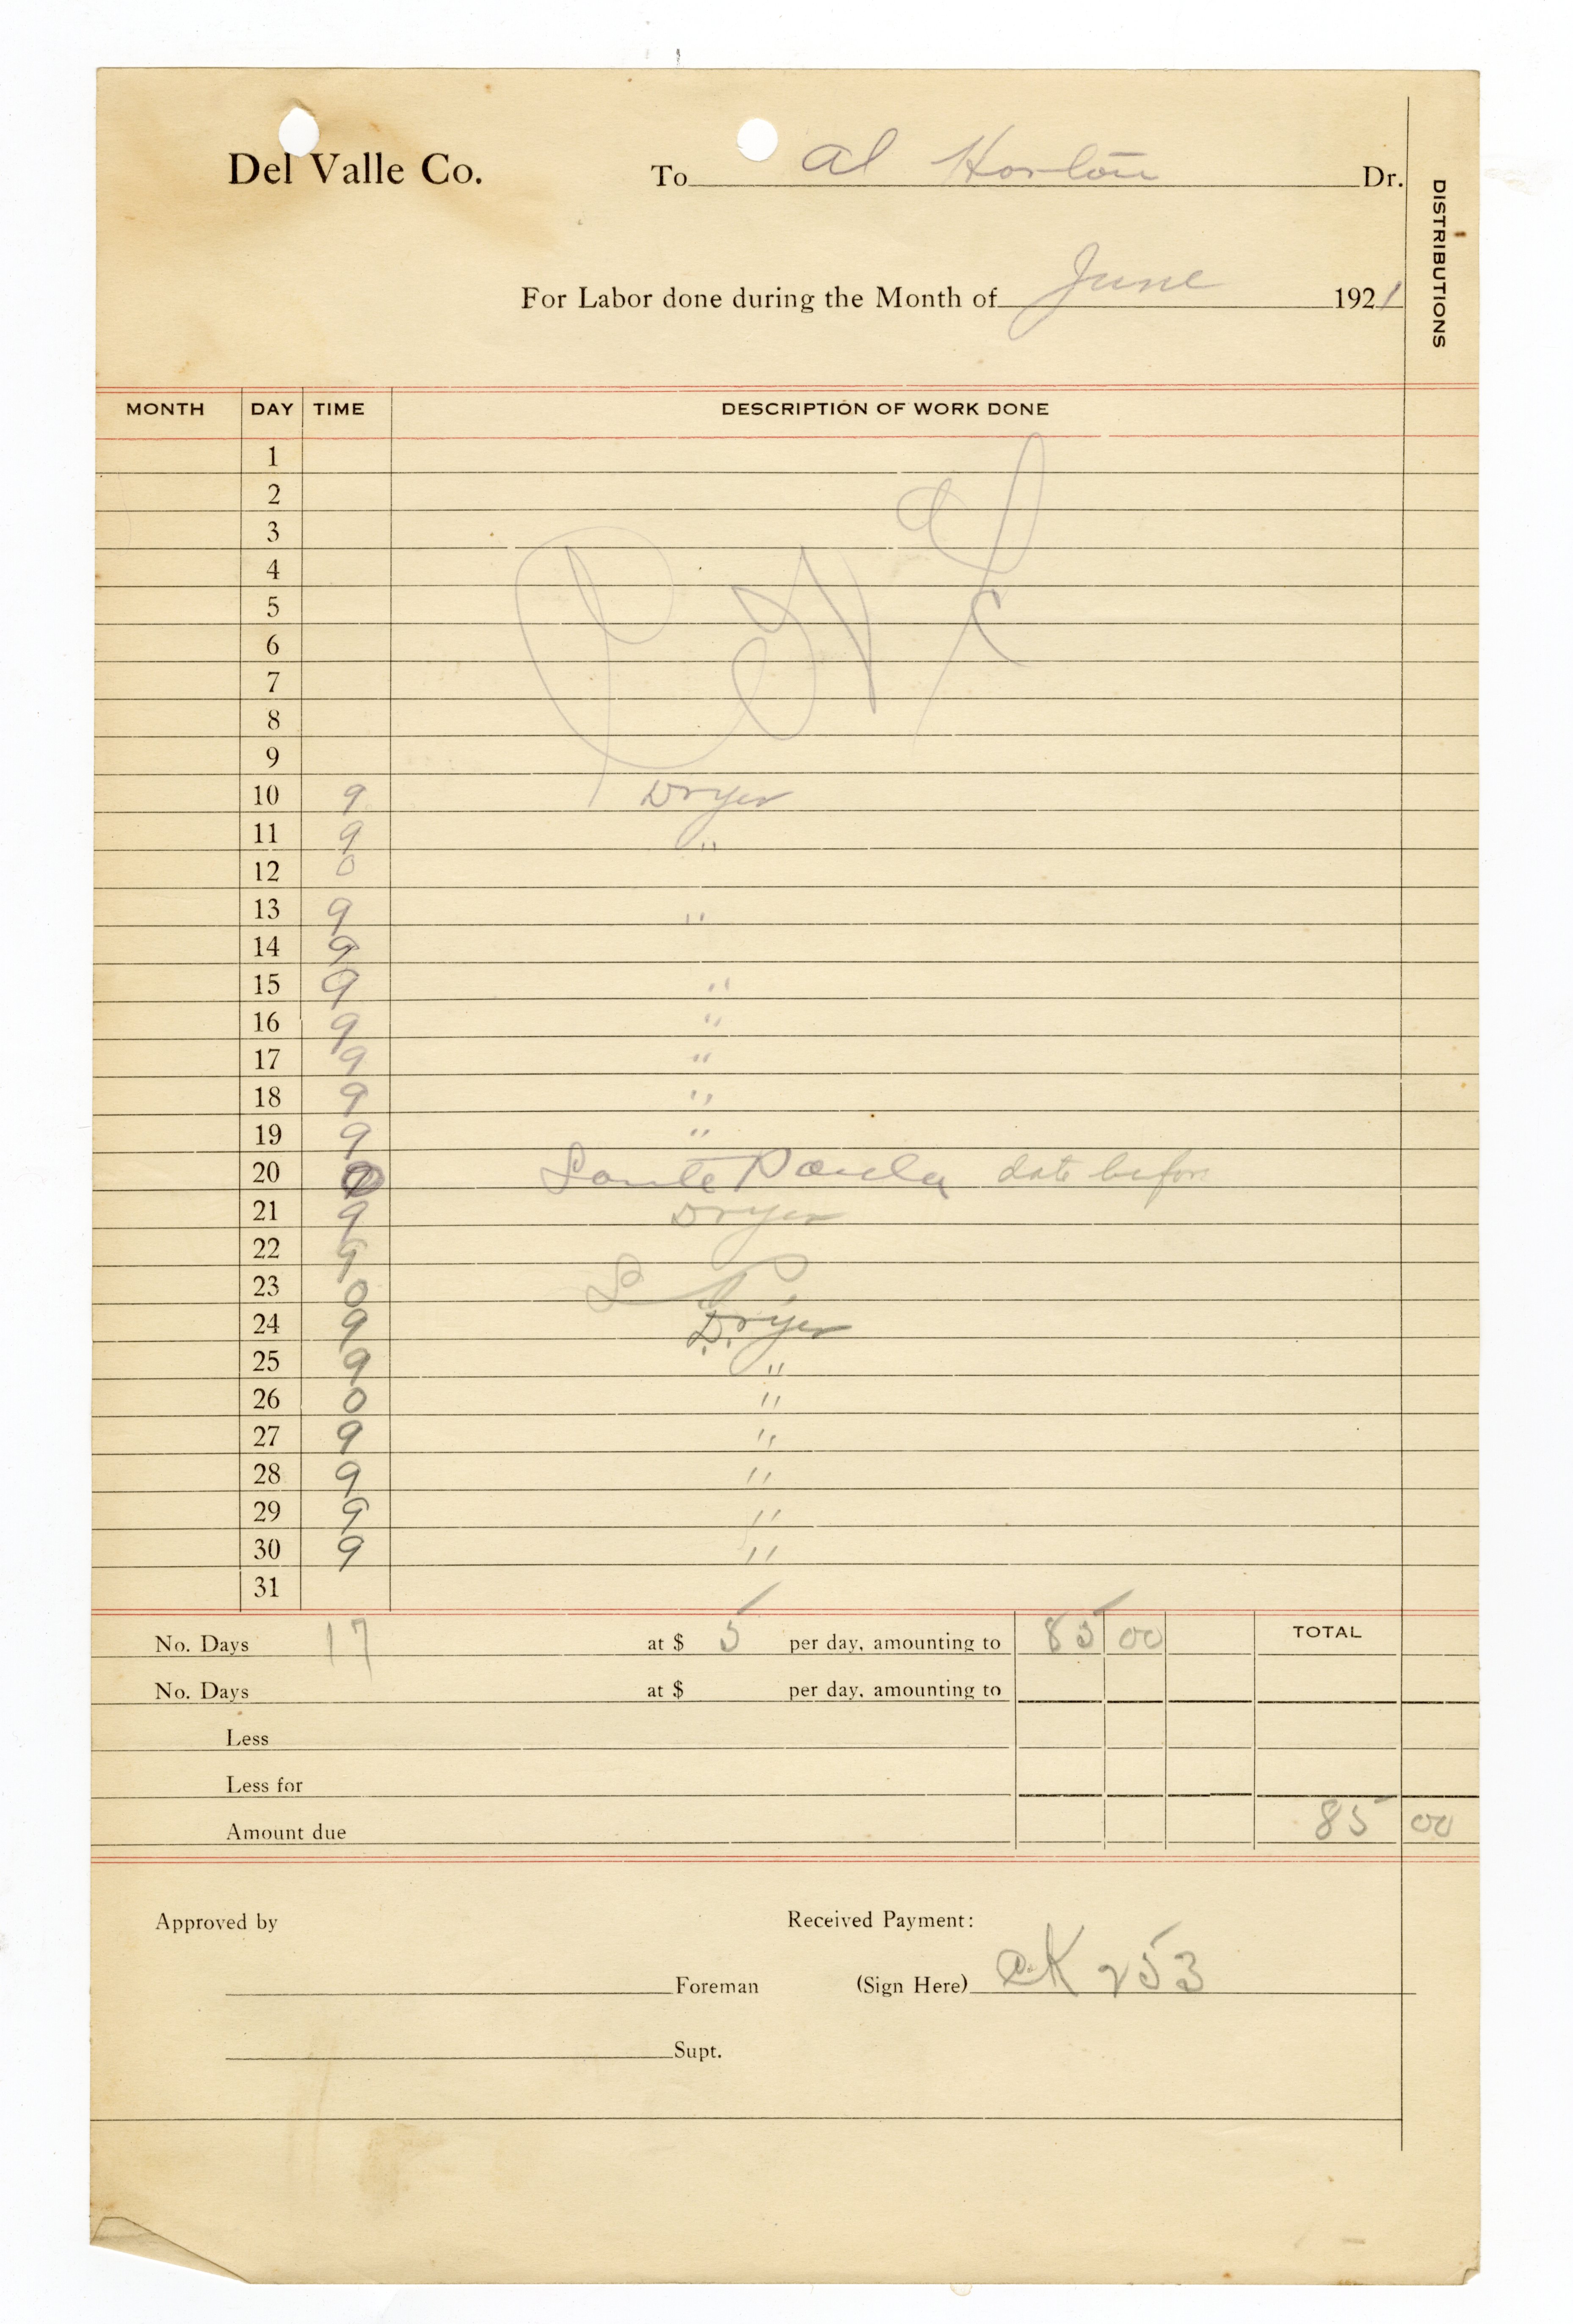 Del Valle Co. To Al Horton Dr.
DISTRIBUTIONS
For Labor done during the Month of June 1921
MONTH DAY TIME DESCRIPTION OF WORK DONE
1
2
3
4
5
6
7
8
9
10 9 Dryer
11 9 "
12 0
13 9 "
14 9
15 9 "
16 9 "
17 9 "
18 9 "
19 9 "
20 Santa Paula date before
21 9 Dryer
22 9
23 0 S P
24 9 Dryer
25 9 "
26 0 "
27 9 "
28 9 "
29 9 "
30 9 "
31
No. Days 17 at $ 5 per day, amounting to 85 00 TOTAL
No. Days at $ per day, amounting to
Less
Less for
Amount due 85 00
Approved by Received Payment:
Foreman (Sign Here) CK 253
Supt.